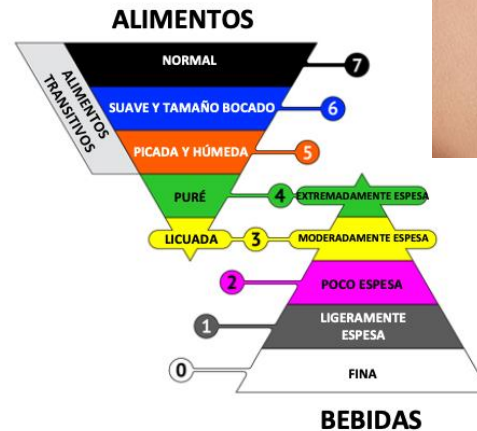 ALIMENTOS
ALIMENTOS
TRANSITIVOS
NORMAL
7
SUAVE Y TAMAÑO BOCADO
6
PICADA Y HÚMEDA
5
PURÉ
4
EXTREMADAMENTE ESPESA
LICUADA
3
MODERADAMENTE ESPESA
2
POCO ESPESA
1
LIGERAMENTE
ESPESA
0
FINA
BEBIDAS